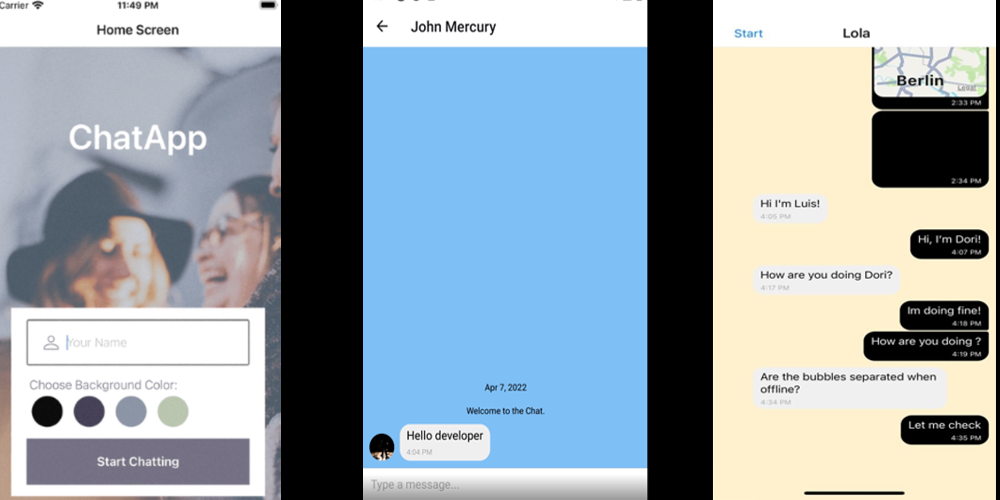 Carrier
11:49 PM
Home Screen
ChatApp
Your Name
Choose Background Color:
Start Chatting
John Mercury
Apr 7, 2022
Welcome to the Chat.
Hello developer
4:04 PM
Type a message...
Start
Lola
Berlin
Legal
2:33 PM
2:34 PM
Hi I'm Luis!
4:05 PM
Hi, I'm Dori!
4:07 PM
How are you doing Dori?
4:17 PM
Im doing fine!
4:18 PM
How are you doing ?
4:19 PM
Are the bubbles separated when
offline?
4:34 PM
Let me check
4:35 PM